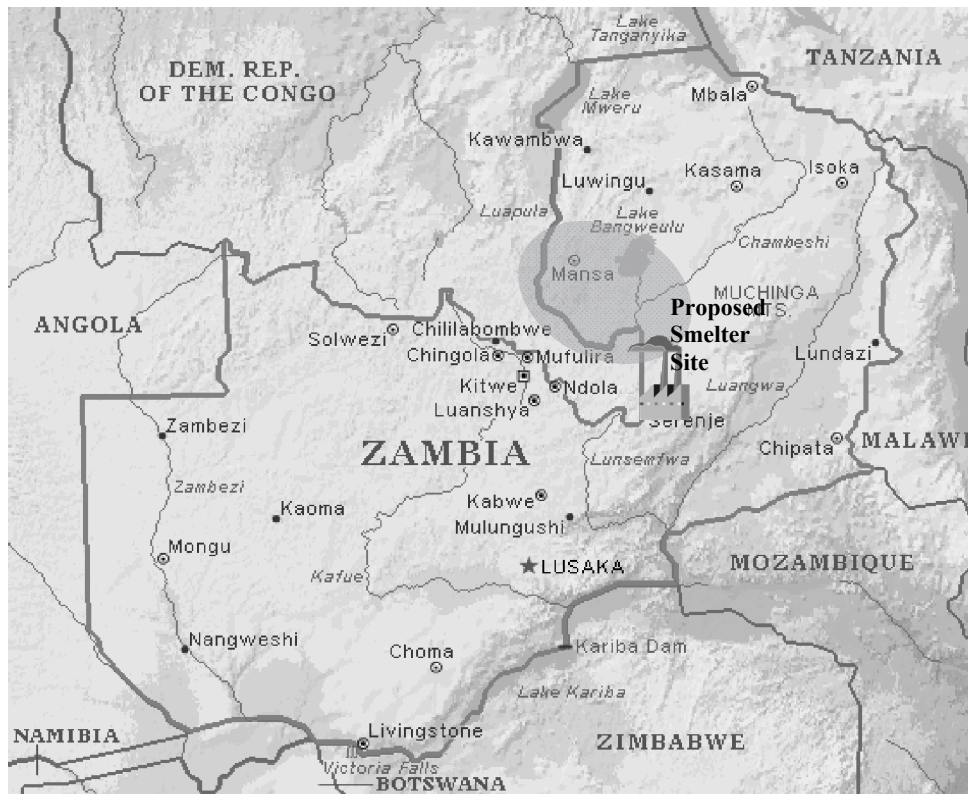 Lake
Tanganyika
TANZANIA
DEM. REP.
OF THE CONGO
Mbala
Lake
Mweru
Kawambwa
Kasama
Isoka
Luwingu
Luapula
Lake
Bangweulu
Chambeshi
Mansa
MUCHINGA
MTS.
Proposed
Smelter
Site
ANGOLA
Solwezi
Chililabombwe
Chingola
Mufulira
Lundazi
Kitwe
Ndola
Luangwa
Luanshya
Serenje
Zambezi
ZAMBIA
Lunsemfwa
Chipata
MALAWI
Zambezi
Kabwe
Kaoma
Mulungushi
Mongu
LUSAKA
MOZAMBIQUE
Kafue
Nangweshi
Choma
Kariba Dam
Lake Kariba
Livingstone
NAMIBIA
ZIMBABWE
Victoria Falls
BOTSWANA